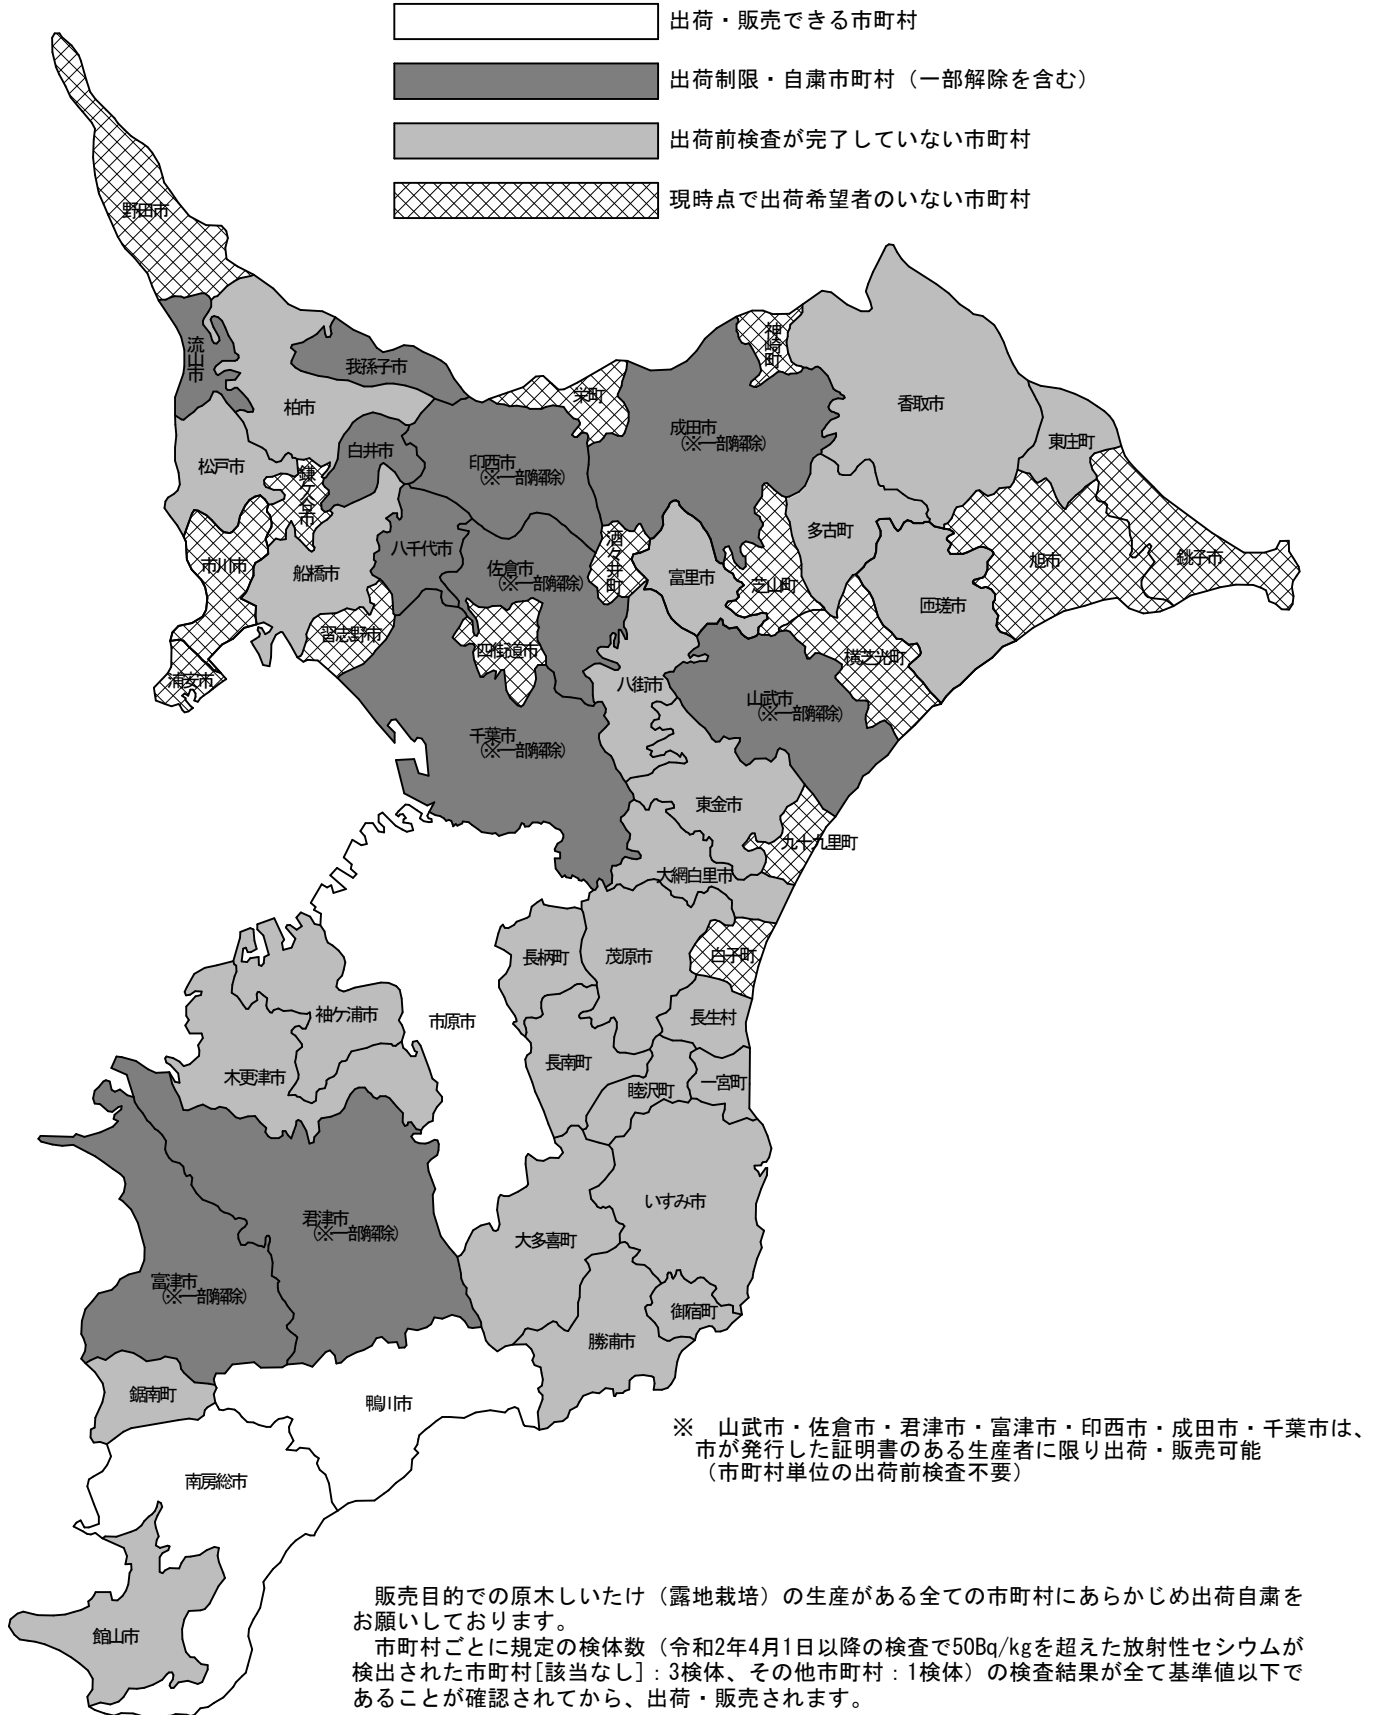 出荷・販売できる市町村
出荷制限・自粛市町村（一部解除を含む）
出荷前検査が完了していない市町村
現時点で出荷希望者のいない市町村
野田市
流山市
我孫子市
柏市
神崎町
栄町
成田市
（※一部解除）
香取市
東庄町
松戸市
鎌ケ谷市
白井市
印西市
（※一部解除）
市川市
船橋市
八千代市
佐倉市
（※一部解除）
酒々井町
富里市
芝山町
多古町
匝瑳市
旭市
銚子市
習志野市
四街道市
浦安市
八街市
山武市
（※一部解除）
横芝光町
千葉市
（※一部解除）
東金市
九十九里町
大網白里市
長柄町
茂原市
白子町
袖ケ浦市
市原市
長生村
木更津市
長南町
睦沢町
一宮町
君津市
（※一部解除）
いすみ市
大多喜町
富津市
（※一部解除）
御宿町
勝浦市
鋸南町
鴨川市
南房総市
館山市
※　山武市・佐倉市・君津市・富津市・印西市・成田市・千葉市は、
市が発行した証明書のある生産者に限り出荷・販売可能
（市町村単位の出荷前検査不要）
販売目的での原木しいたけ（露地栽培）の生産がある全ての市町村にあらかじめ出荷自粛を
お願いしております。
市町村ごとに規定の検体数（令和2年4月1日以降の検査で50Bq/kgを超えた放射性セシウムが
検出された市町村[該当なし]：3検体、その他市町村：1検体）の検査結果が全て基準値以下で
あることが確認されてから、出荷・販売されます。